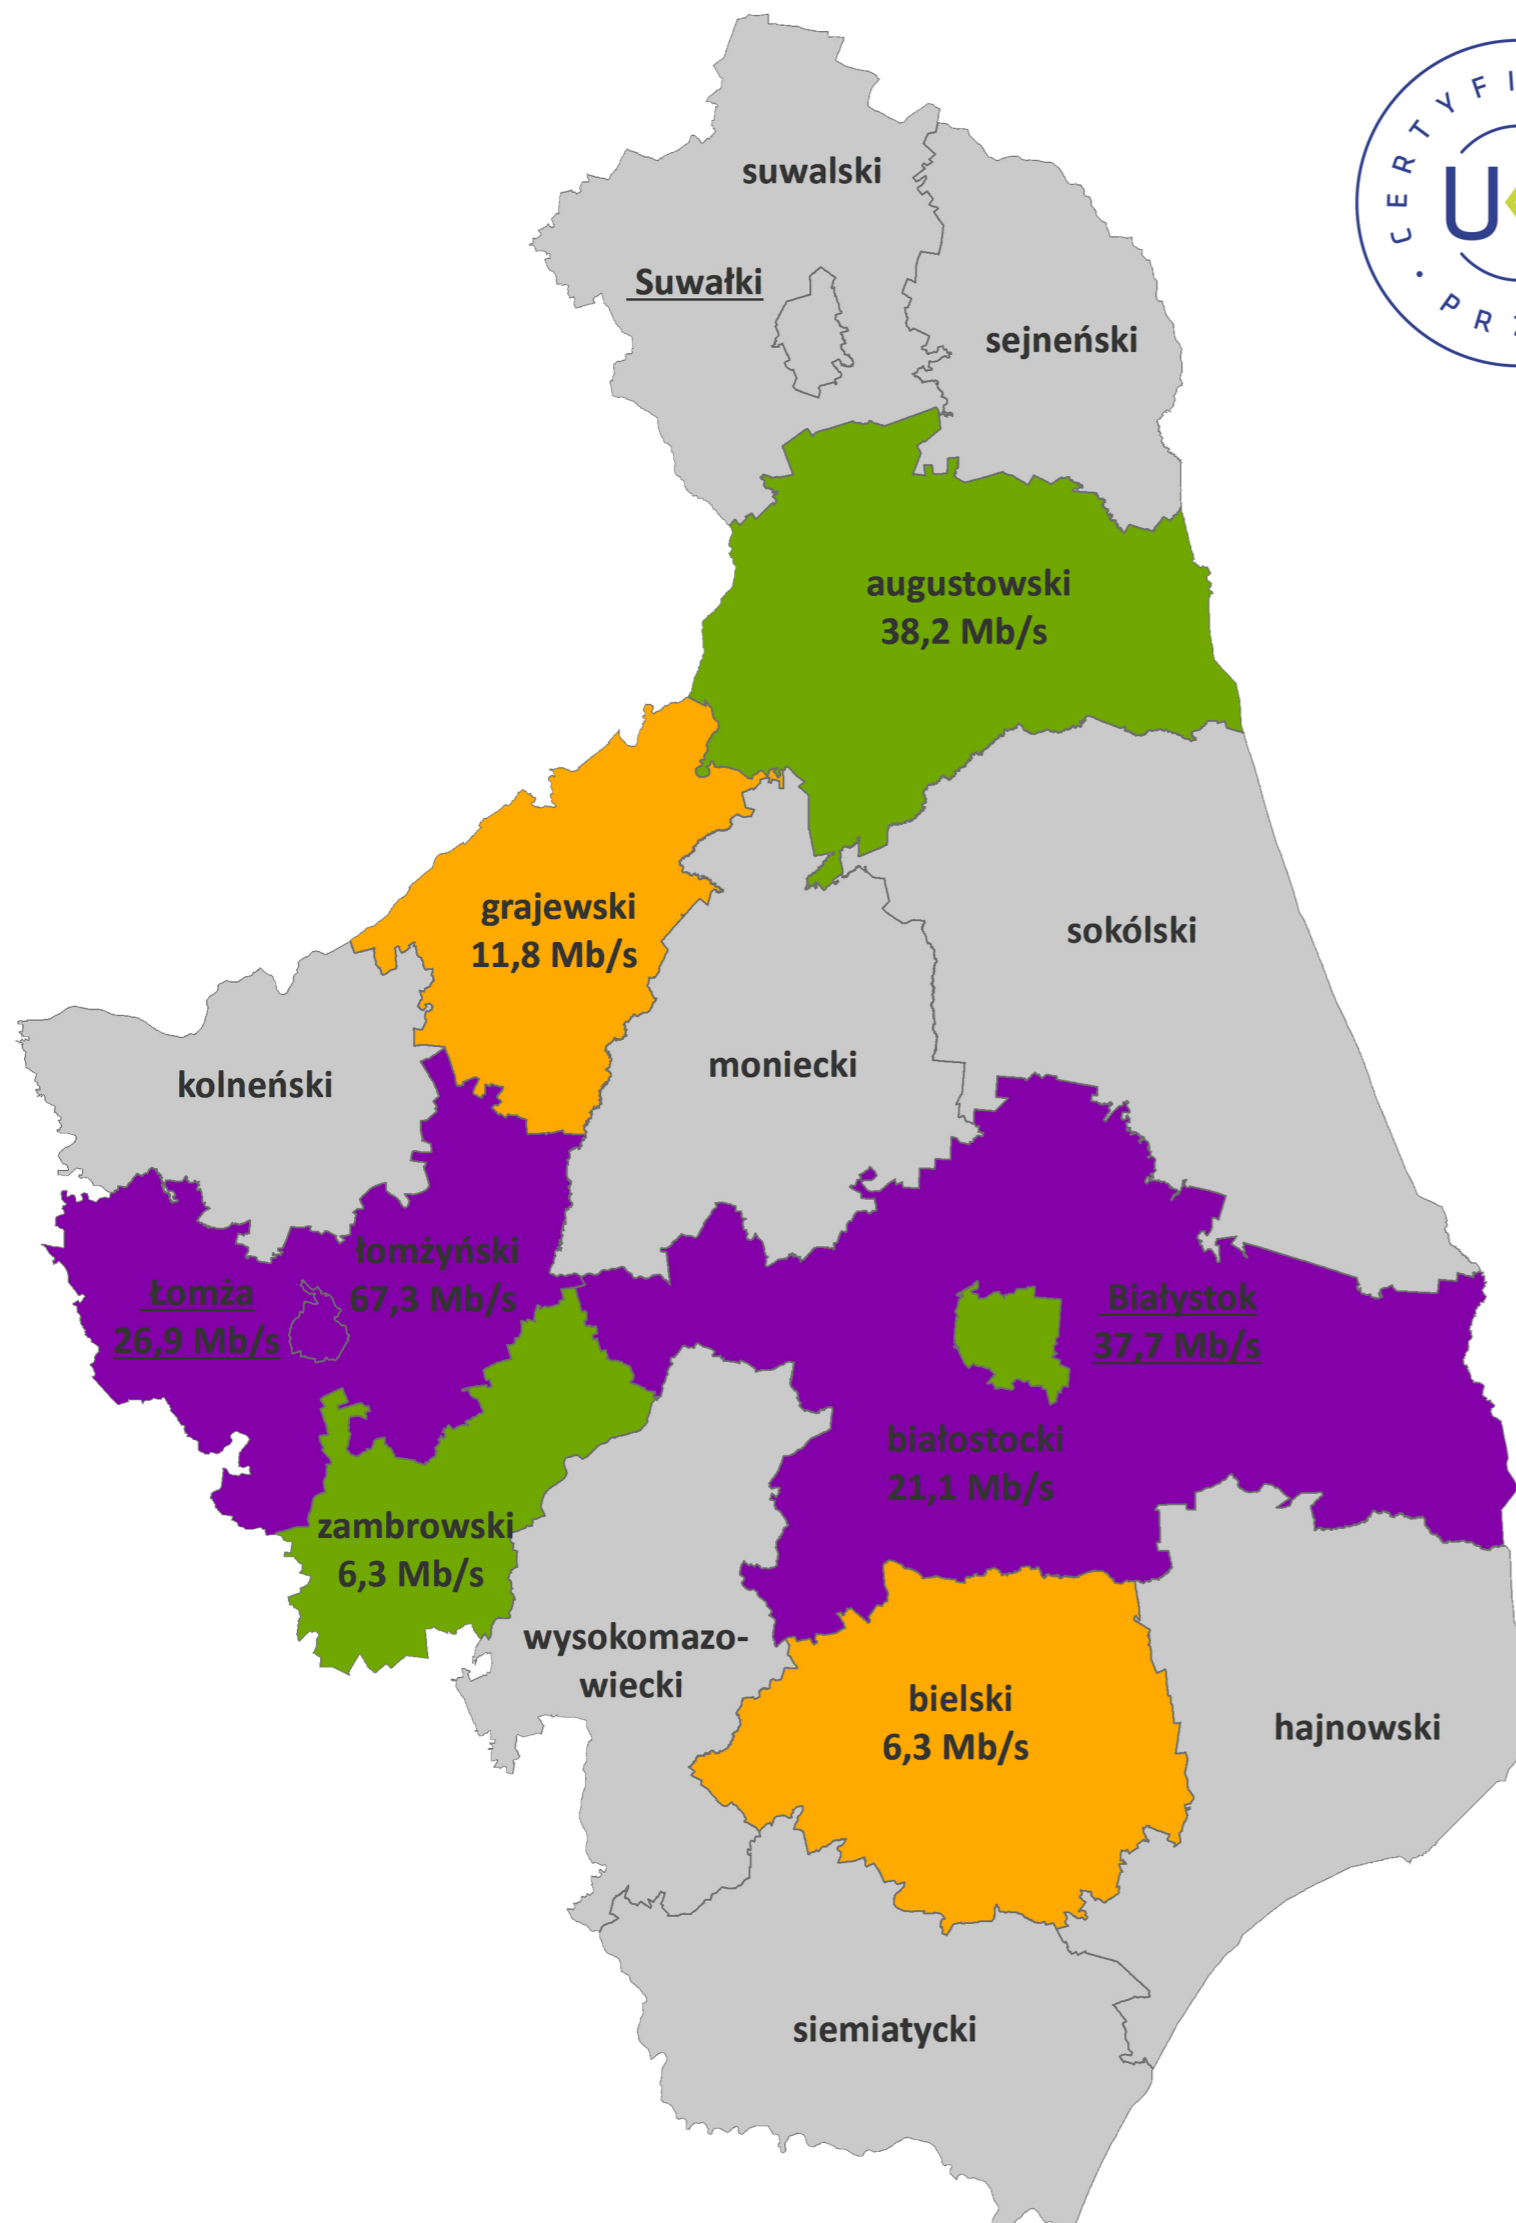 suwalski
Suwałki
sejneński
CERTYFI
U
PRZ
augustowski
38,2 Mb/s
grajewski
11,8 Mb/s
sokólski
moniecki
kolneński
łomżyński
67,3 Mb/s
Łomża
26,9 Mb/s
Białystok
37,7 Mb/s
białostocki
21,1 Mb/s
zambrowski
6,3 Mb/s
wysokomazo-
wiecki
bielski
6,3 Mb/s
hajnowski
siemiatycki